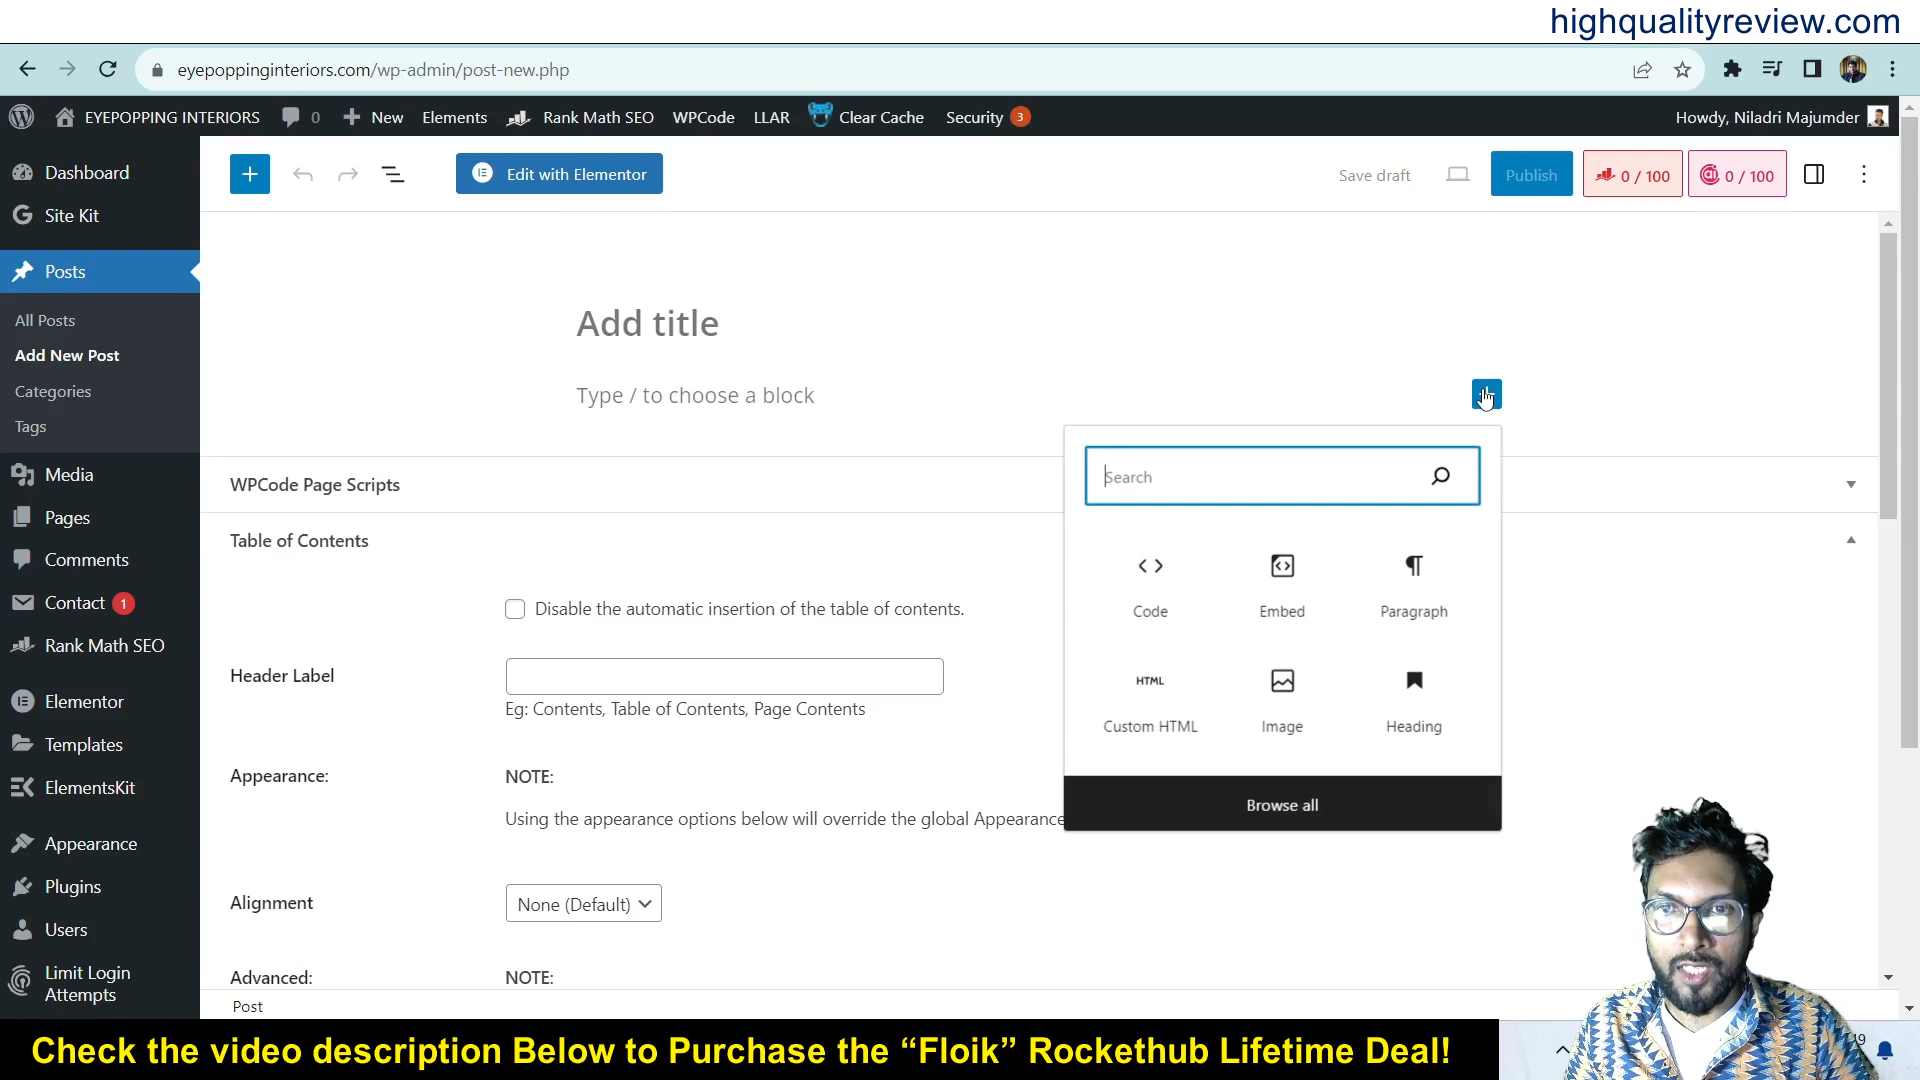 highqualityreview.com
eyepoppinginteriors.com/wp-admin/post-new.php
EYEPOPPING INTERIORS 0 New Elements Rank Math SEO WPCode LLAR Clear Cache Security 3 Howdy, Niladri Majumder
Dashboard
Site Kit
Posts
All Posts
Add New Post
Categories
Tags
Media
Pages
Comments
Contact 1
Rank Math SEO
Elementor
Templates
ElementsKit
Appearance
Plugins
Users
Limit Login
Attempts
Edit with Elementor
Save draft
Publish
0 / 100
0 / 100
Add title
Type / to choose a block
WPCode Page Scripts
Table of Contents
Disable the automatic insertion of the table of contents.
Header Label
Eg: Contents, Table of Contents, Page Contents
Appearance:
NOTE:
Using the appearance options below will override the global Appearance
Alignment
None (Default)
Advanced:
NOTE:
Post
Search
Code
Embed
Paragraph
HTML
Custom HTML
Image
Heading
Browse all
Check the video description Below to Purchase the “Floik” Rockethub Lifetime Deal!